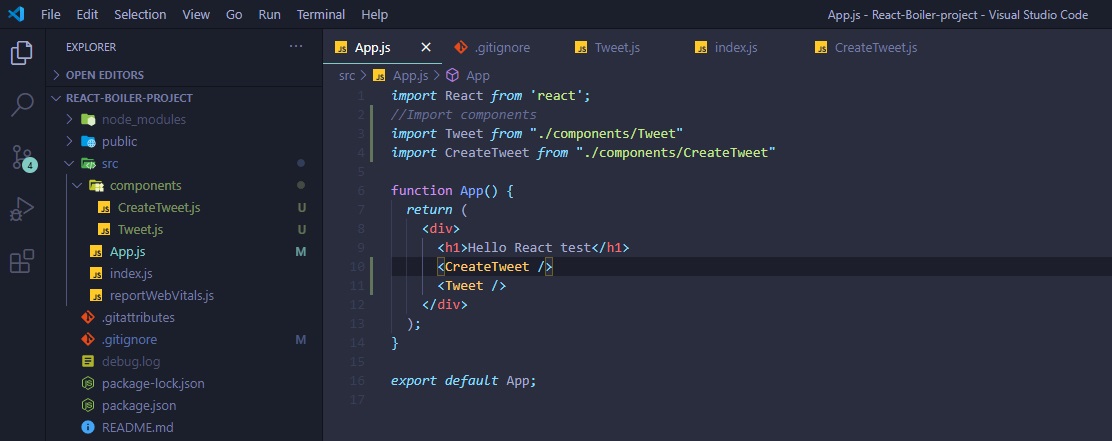 File Edit Selection View Go Run Terminal Help App.js - React-Boiler-project - Visual Studio Code
EXPLORER ···
OPEN EDITORS
REACT-BOILER-PROJECT
node_modules
public
src
components
CreateTweet.js U
Tweet.js U
App.js M
index.js
reportWebVitals.js
.gitattributes
.gitignore M
debug.log
package-lock.json
package.json
README.md
4
JS App.js .gitignore JS Tweet.js JS index.js JS CreateTweet.js
src > JS App.js > App
1 import React from 'react';
2 //Import components
3 import Tweet from "./components/Tweet"
4 import CreateTweet from "./components/CreateTweet"
5
6 function App() {
7 return (
8 <div>
9 <h1>Hello React test</h1>
10 <CreateTweet />
11 <Tweet />
12 </div>
13 );
14 }
15
16 export default App;
17